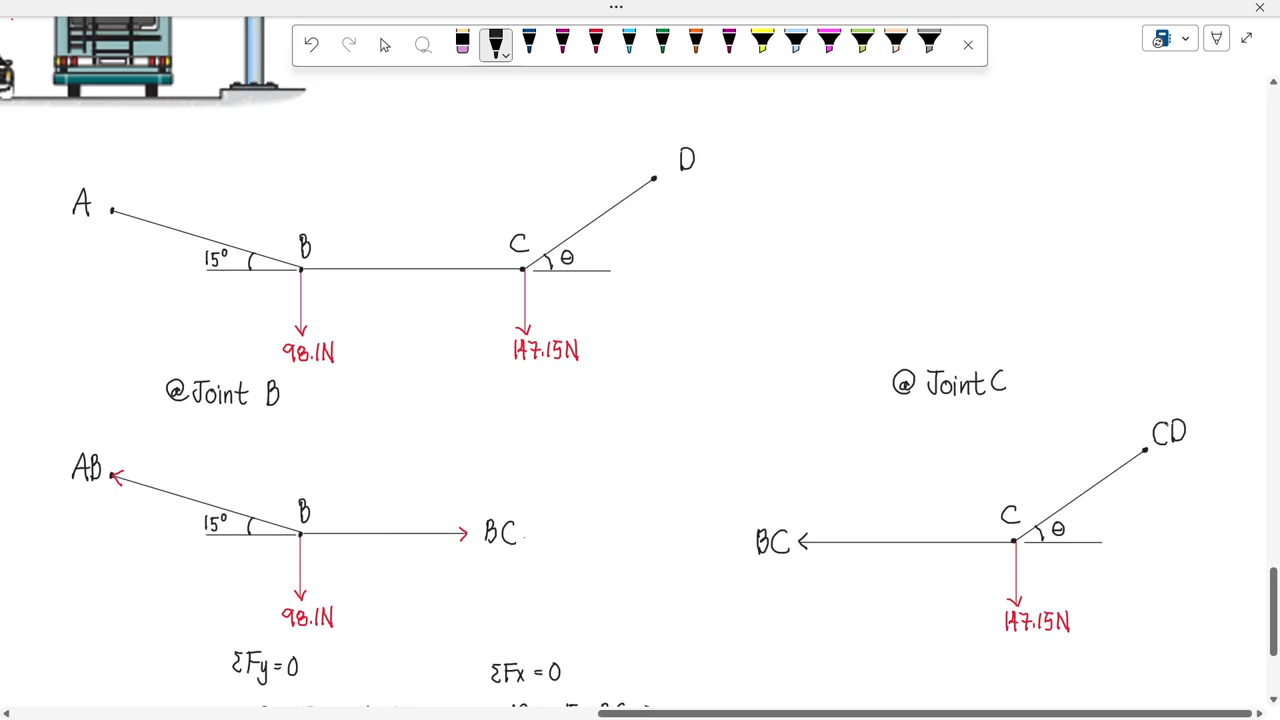 D
A
B
C
15°
θ
98.1N
147.15N
@Joint B
@ Joint C
CD
AB
B
C
15°
BC
BC
θ
98.1N
147.15N
ΣFy = 0
ΣFx = 0